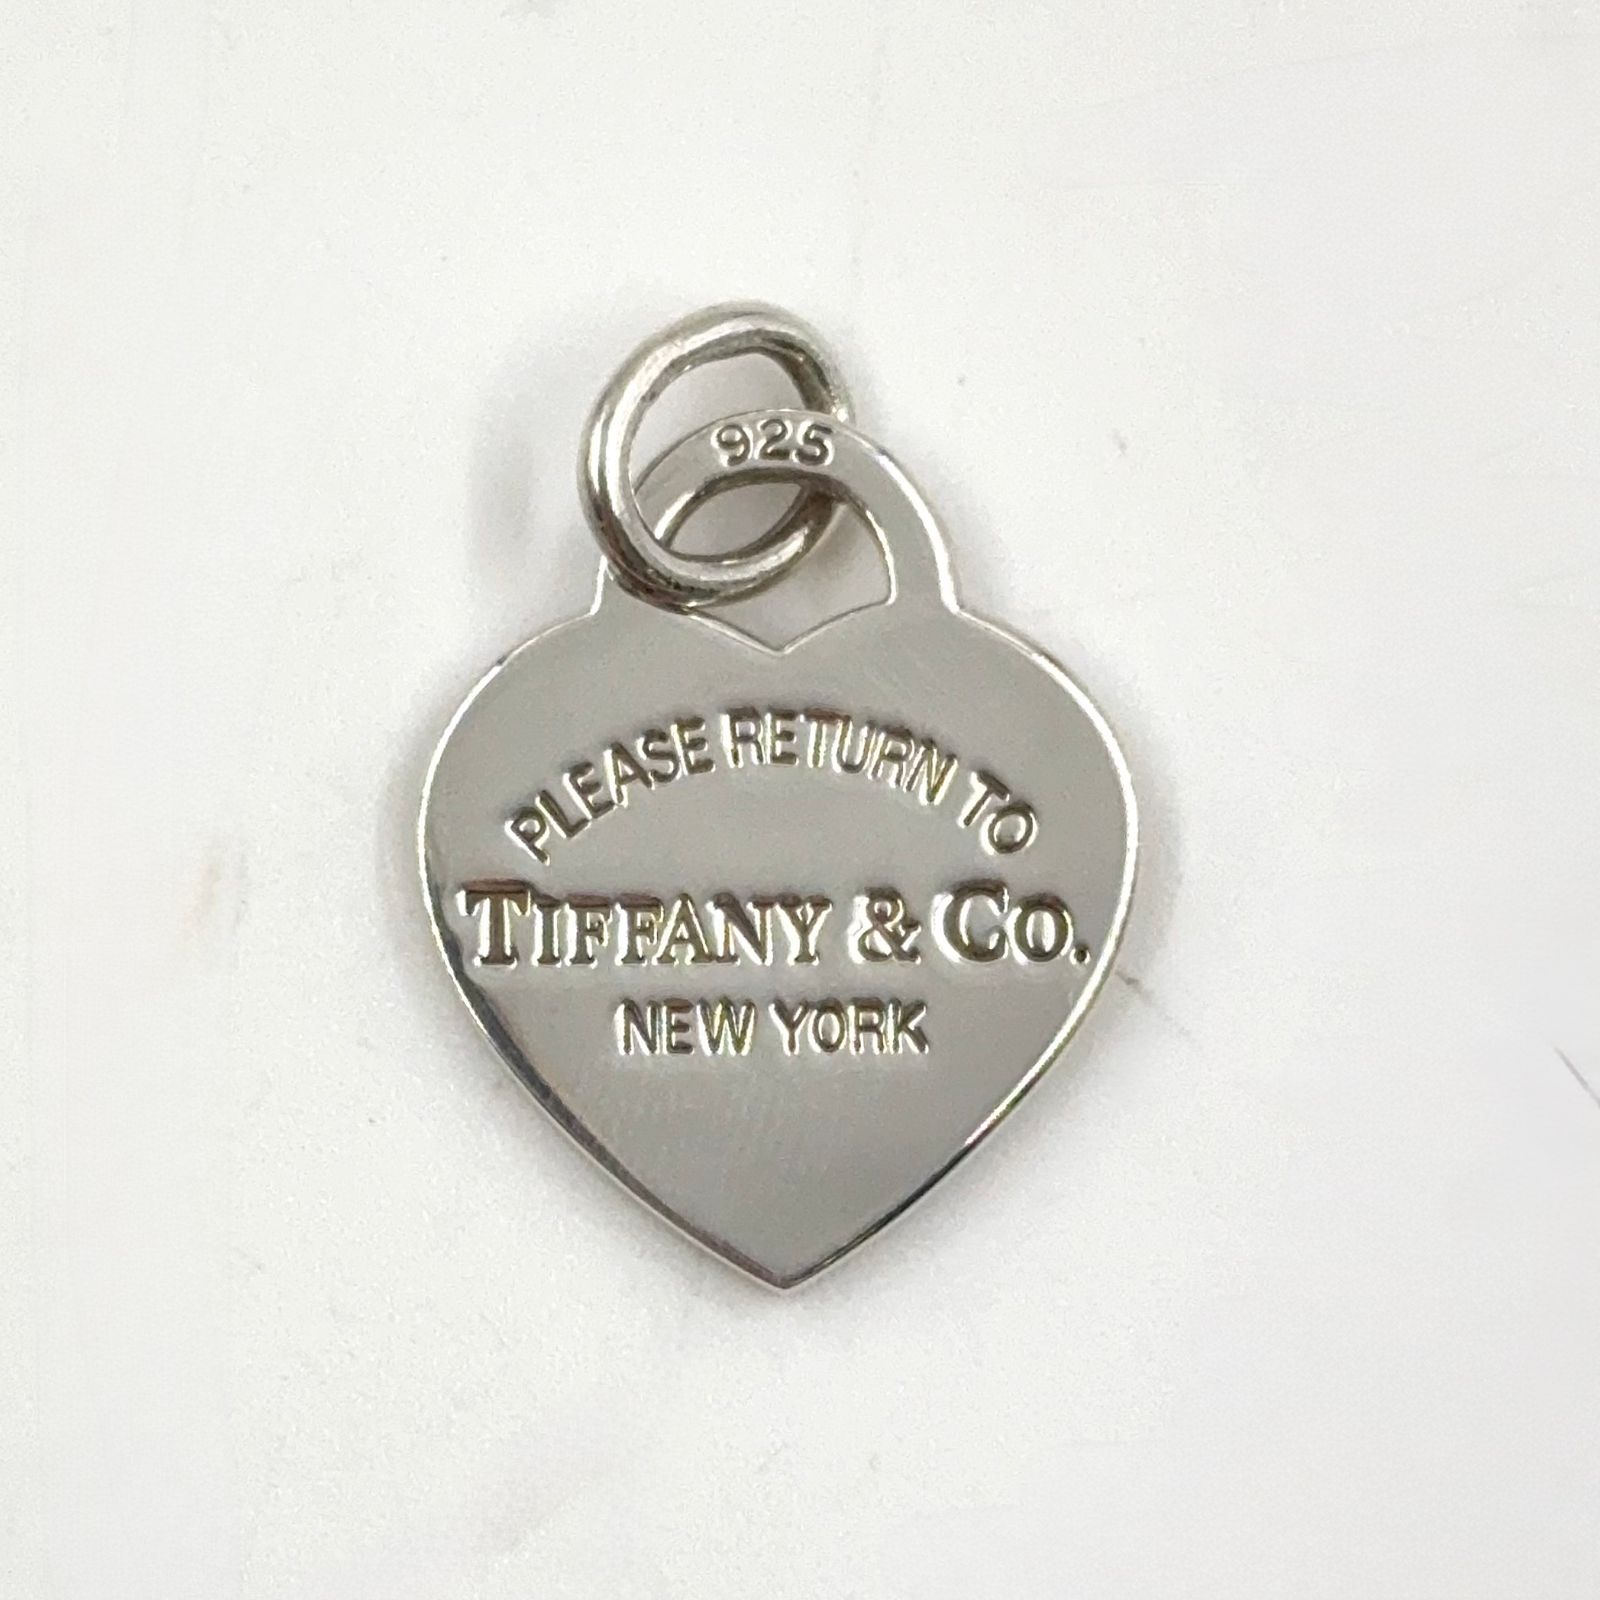 925
PLEASE RETURN TO
TIFFANY & CO.
NEW YORK